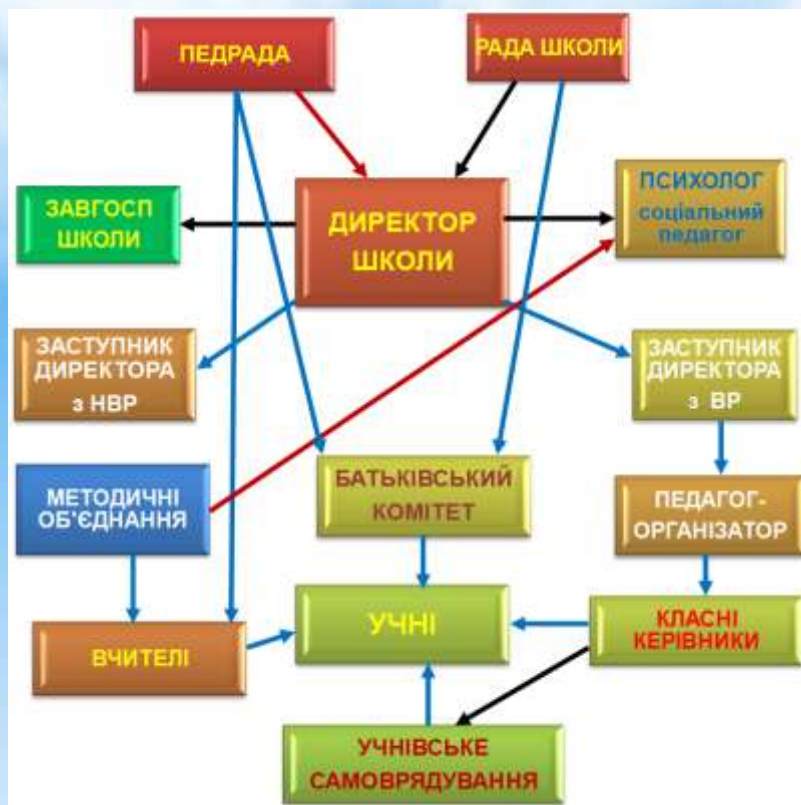 ПЕДРАДА
РАДА ШКОЛИ
ЗАВГОСП
ШКОЛИ
ДИРЕКТОР
ШКОЛИ
ПСИХОЛОГ
соціальний
педагог
ЗАСТУПНИК
ДИРЕКТОРА
з НВР
ЗАСТУПНИК
ДИРЕКТОРА
з ВР
МЕТОДИЧНІ
ОБ'ЄДНАННЯ
БАТЬКІВСЬКИЙ
КОМІТЕТ
ПЕДАГОГ-
ОРГАНІЗАТОР
ВЧИТЕЛІ
УЧНІ
КЛАСНІ
КЕРІВНИКИ
УЧНІВСЬКЕ
САМОВРЯДУВАННЯ